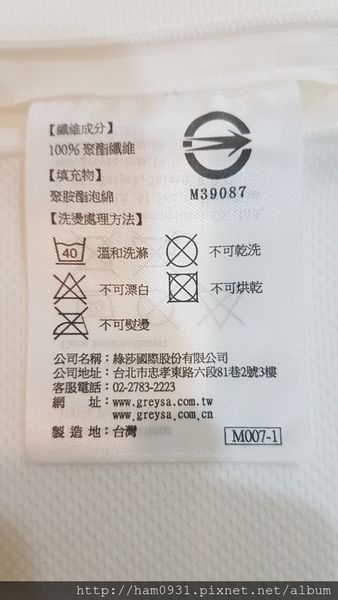 【纖維成分】
100% 聚酯纖維
【填充物】
聚胺酯泡綿
M39087
【洗燙處理方法】
40 溫和洗滌 不可乾洗
不可漂白 不可烘乾
不可熨燙
公司名稱：綠莎國際股份有限公司
公司地址：台北市忠孝東路六段81巷2號3樓
客服電話：02-2783-2223
網 址：www.greysa.com.tw
www.greysa.com.cn
製造地：台灣
M007-1
http://ham0931.pixnet.net/album